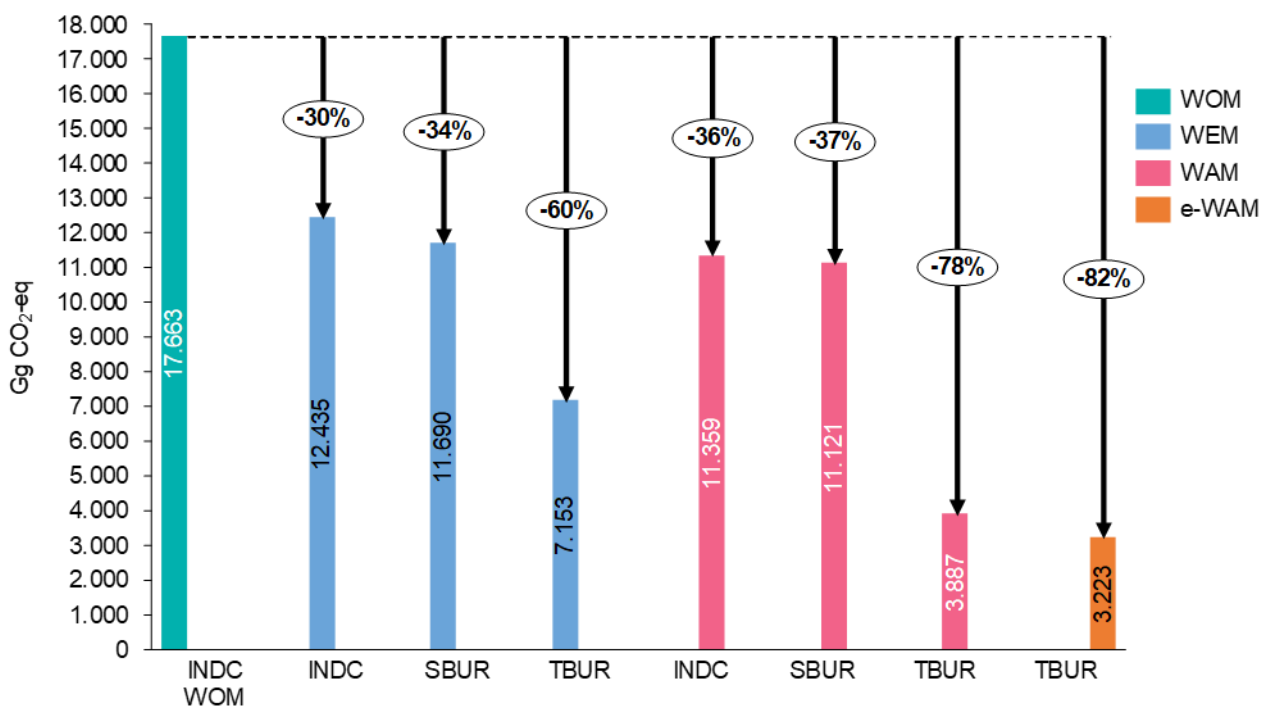 18.000
17.000
16.000
15.000
14.000
13.000
12.000
11.000
10.000
9.000
8.000
7.000
6.000
5.000
4.000
3.000
2.000
1.000
0
Gg CO₂-eq
17.663
12.435
11.690
7.153
11.359
11.121
3.887
3.223
-30%
-34%
-60%
-36%
-37%
-78%
-82%
INDC
WOM
INDC
SBUR
TBUR
INDC
SBUR
TBUR
TBUR
WOM
WEM
WAM
e-WAM